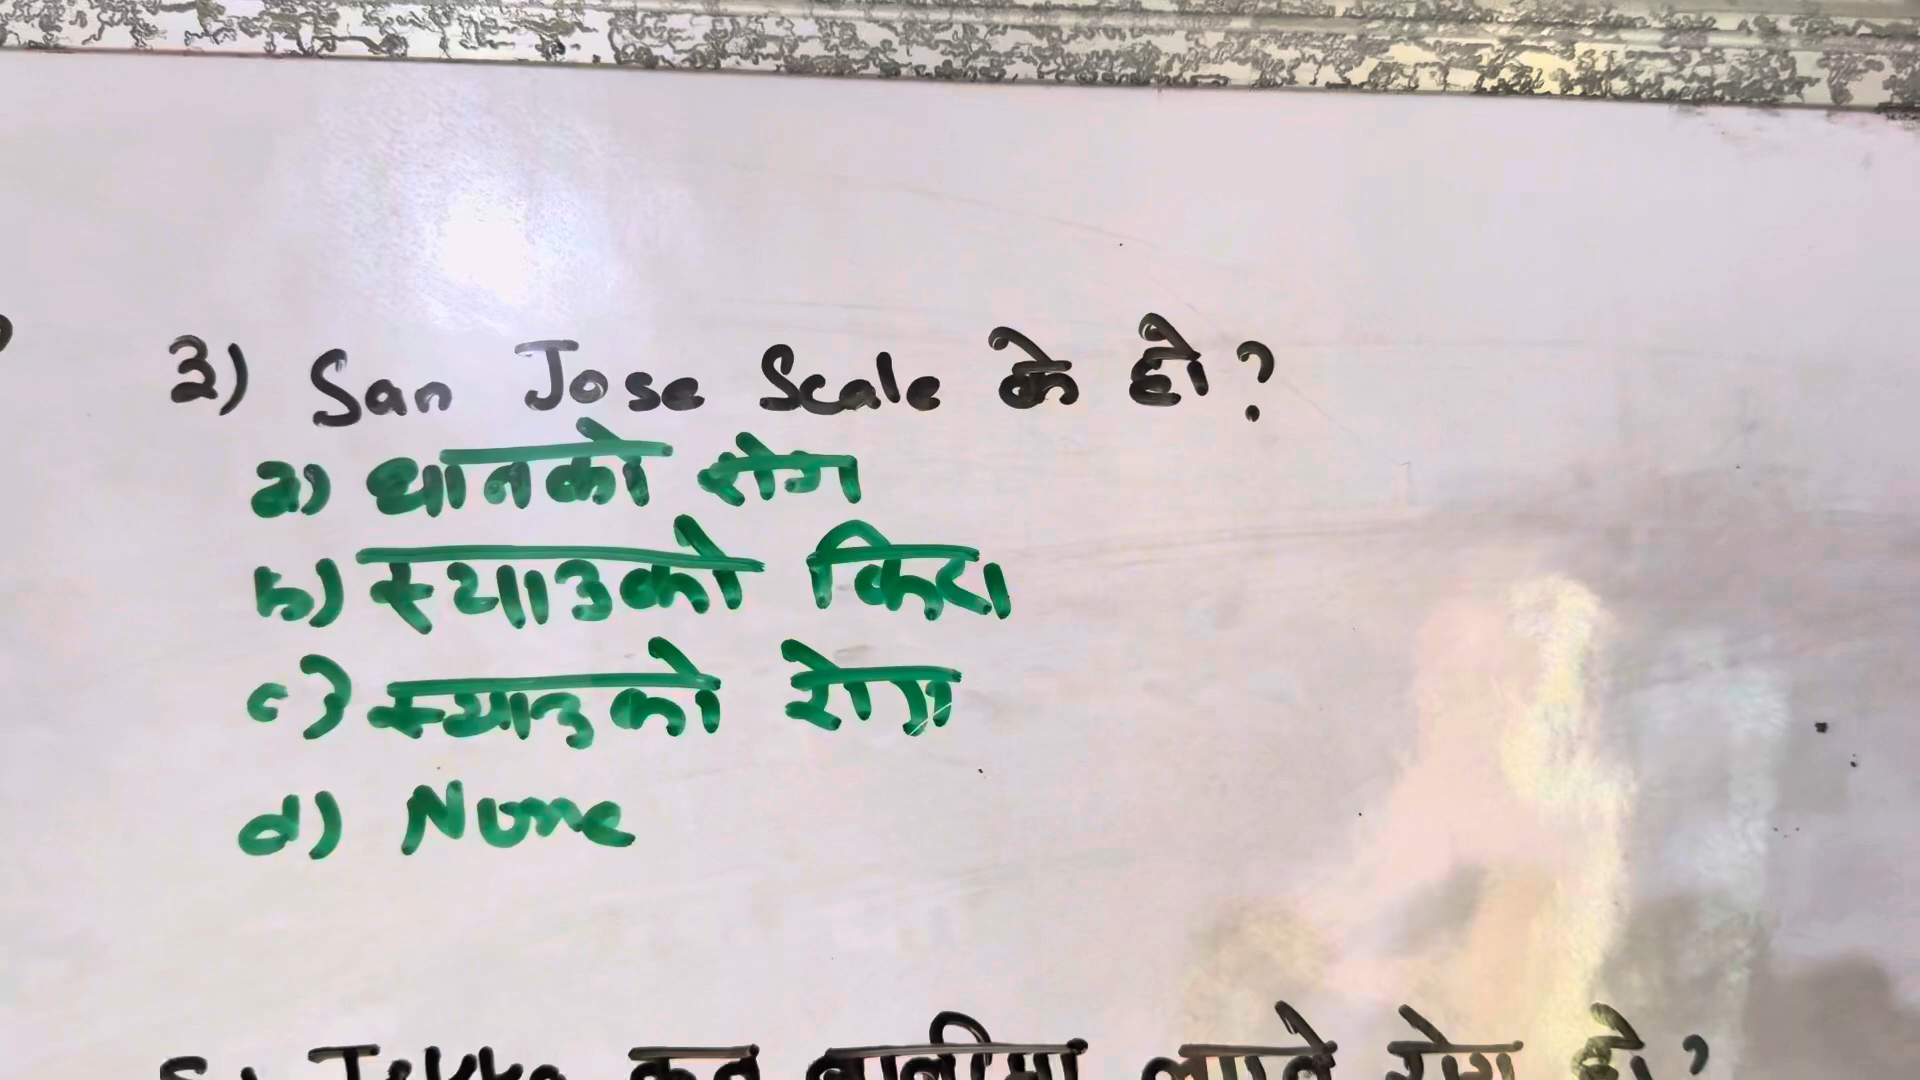 3) San Jose Scale के हो?
a) धानको रोग
b) स्याउको किरा
c) स्याउको रोग
d) None
कुन बालीमा लाग्ने रोग हो?